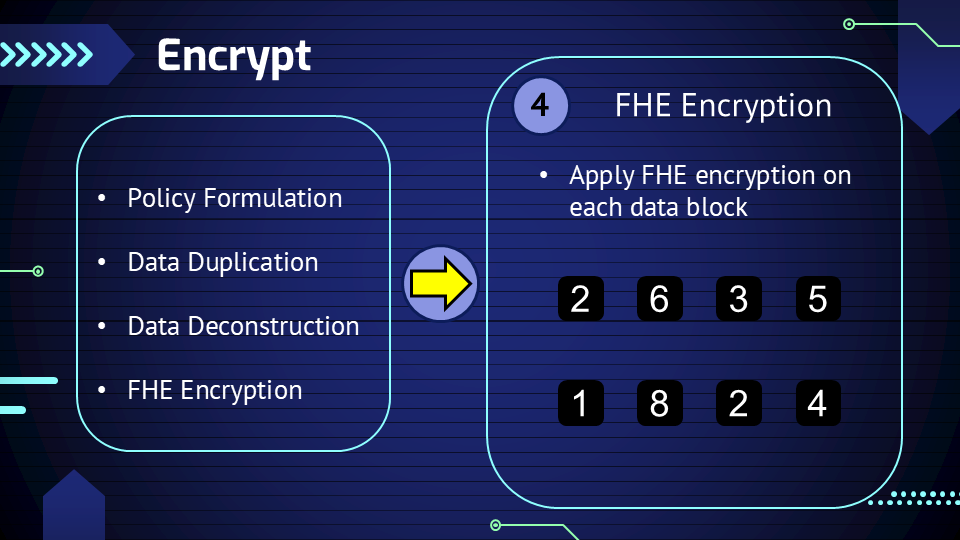 Encrypt
• Policy Formulation
• Data Duplication
• Data Deconstruction
• FHE Encryption
4
FHE Encryption
• Apply FHE encryption on
each data block
2 6 3 5
1 8 2 4